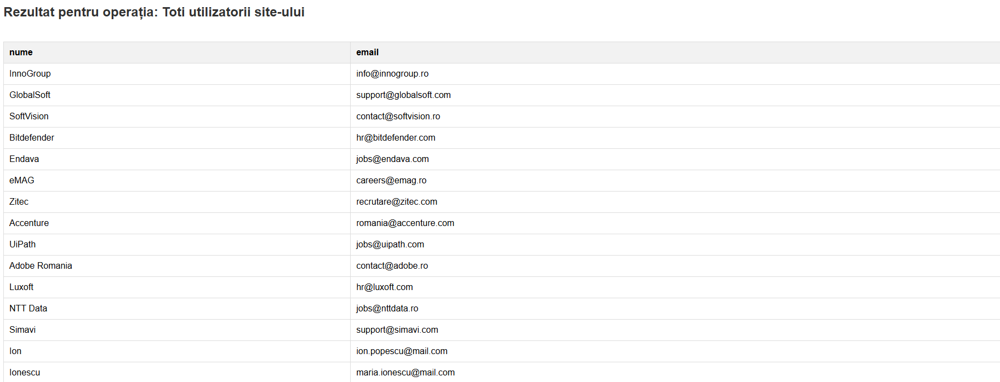 Rezultat pentru operația: Toti utilizatorii site-ului
nume email
InnoGroup info@innogroup.ro
GlobalSoft support@globalsoft.com
SoftVision contact@softvision.ro
Bitdefender hr@bitdefender.com
Endava jobs@endava.com
eMAG careers@emag.ro
Zitec recrutare@zitec.com
Accenture romania@accenture.com
UiPath jobs@uipath.com
Adobe Romania contact@adobe.ro
Luxoft hr@luxoft.com
NTT Data jobs@nttdata.ro
Simavi support@simavi.com
Ion ion.popescu@mail.com
Ionescu maria.ionescu@mail.com